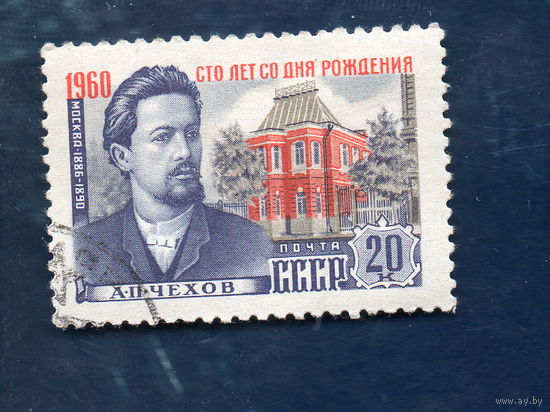 1960
СТО ЛЕТ СО ДНЯ РОЖДЕНИЯ
МОСКВА·1886-1890
ПОЧТА
СССР
20
К
А.П.ЧЕХОВ
www.ay.by